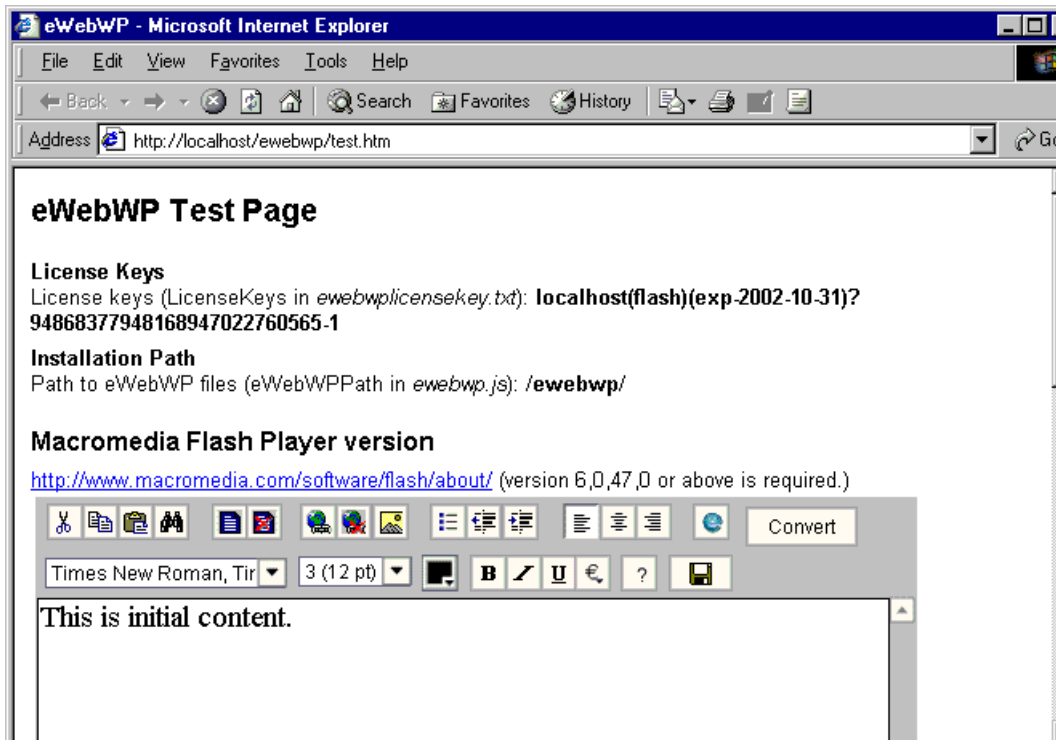 eWebWP - Microsoft Internet Explorer
File Edit View Favorites Tools Help
Back Search Favorites History
Address http://localhost/ewebwp/test.htm Go
eWebWP Test Page
License Keys
License keys (LicenseKeys in ewebwplicensekey.txt): localhost(flash)(exp-2002-10-31)?
94868377948168947022760565-1
Installation Path
Path to eWebWP files (eWebWPPath in ewebwp.js): /ewebwp/
Macromedia Flash Player version
http://www.macromedia.com/software/flash/about/ (version 6,0,47,0 or above is required.)
Convert
Times New Roman, Tir 3 (12 pt) B I U € ?
This is initial content.